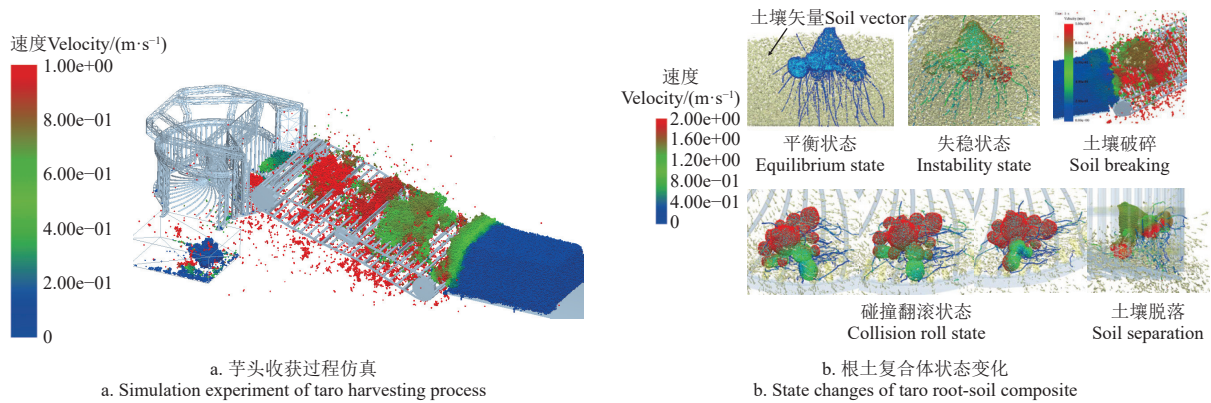 速度Velocity/(m·s⁻¹)
1.00e+00
8.00e−01
6.00e−01
4.00e−01
2.00e−01
0
a. 芋头收获过程仿真
a. Simulation experiment of taro harvesting process
土壤矢量Soil vector
速度
Velocity/(m·s⁻¹)
2.00e+00
1.60e+00
1.20e+00
8.00e−01
4.00e−01
0
平衡状态
Equilibrium state
失稳状态
Instability state
土壤破碎
Soil breaking
碰撞翻滚状态
Collision roll state
土壤脱落
Soil separation
b. 根土复合体状态变化
b. State changes of taro root-soil composite